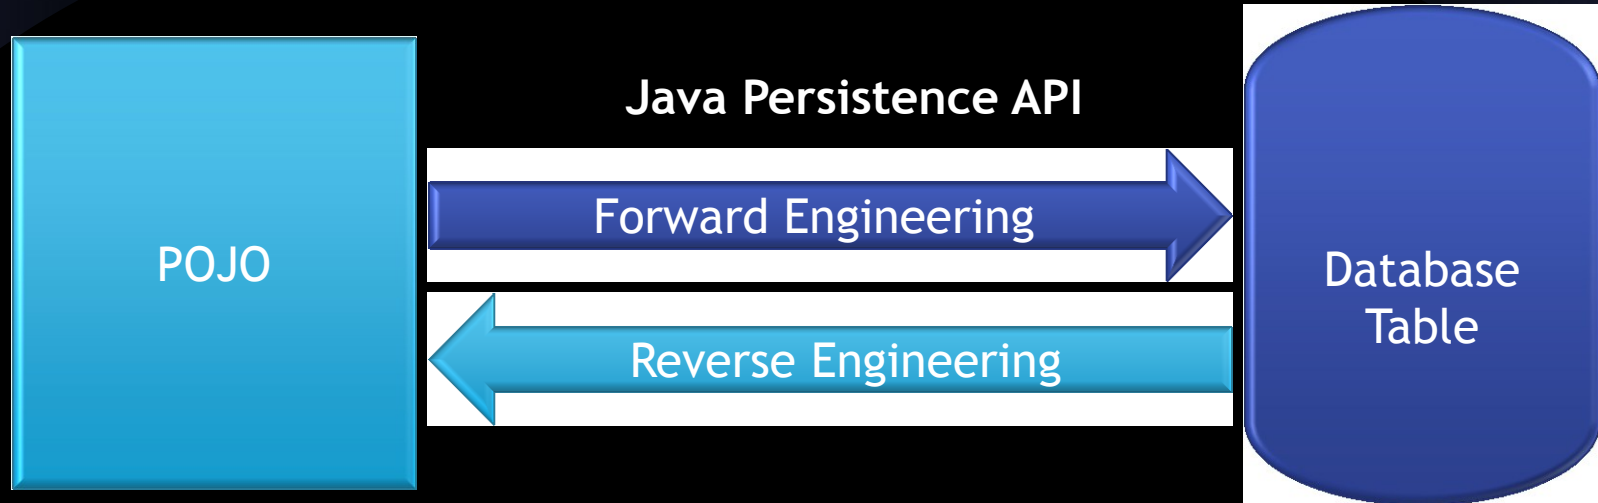 Java Persistence API
POJO
Forward Engineering
Reverse Engineering
Database
Table